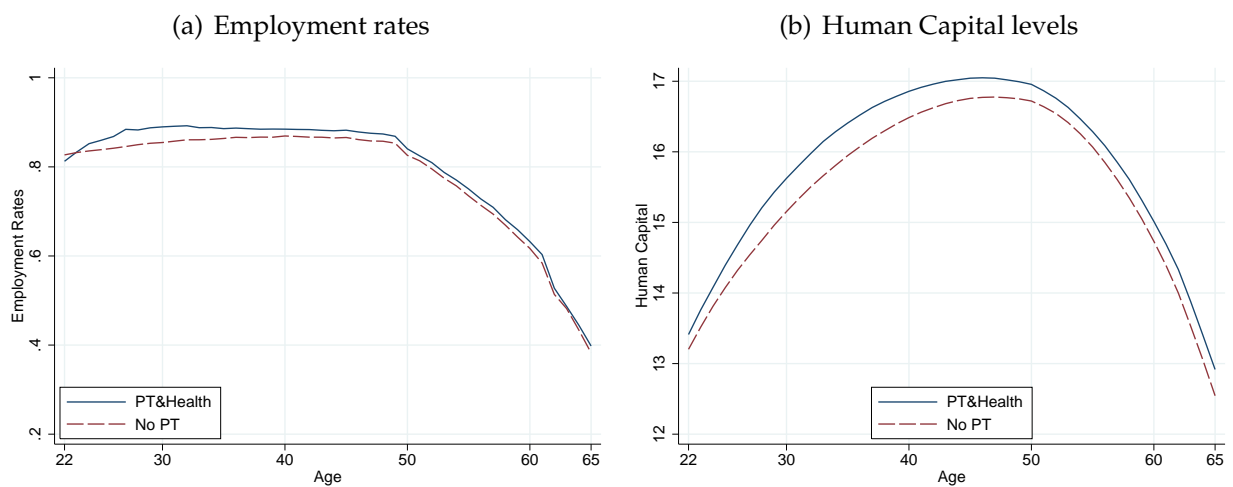 (a) Employment rates
1
.8
.6
.4
.2
Employment Rates
PT&Health
No PT
22 30 40 50 60 65
Age
(b) Human Capital levels
17
16
15
14
13
12
Human Capital
PT&Health
No PT
22 30 40 50 60 65
Age